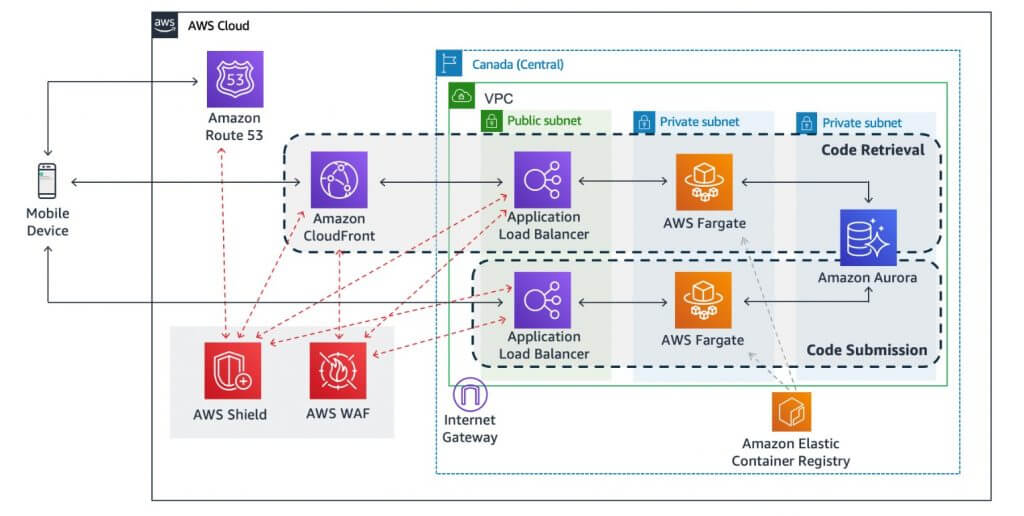 aws
AWS Cloud
53
Amazon
Route 53
Canada (Central)
VPC
Public subnet
Private subnet
Private subnet
Code Retrieval
Mobile
Device
Amazon
CloudFront
Application
Load Balancer
AWS Fargate
Amazon Aurora
Application
Load Balancer
AWS Fargate
Code Submission
AWS Shield
AWS WAF
Internet
Gateway
Amazon Elastic
Container Registry